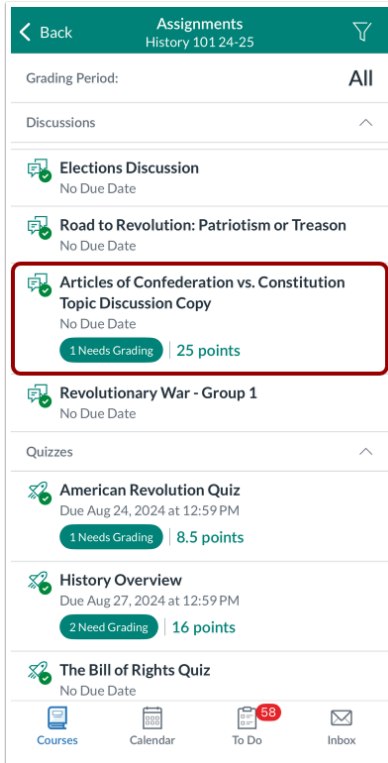 Back
Assignments
History 101 24-25
Grading Period:
All
Discussions
Elections Discussion
No Due Date
Road to Revolution: Patriotism or Treason
No Due Date
Articles of Confederation vs. Constitution
Topic Discussion Copy
No Due Date
1 Needs Grading
25 points
Revolutionary War - Group 1
No Due Date
Quizzes
American Revolution Quiz
Due Aug 24, 2024 at 12:59 PM
1 Needs Grading
8.5 points
History Overview
Due Aug 27, 2024 at 12:59 PM
2 Need Grading
16 points
The Bill of Rights Quiz
No Due Date
58
Courses
Calendar
To Do
Inbox